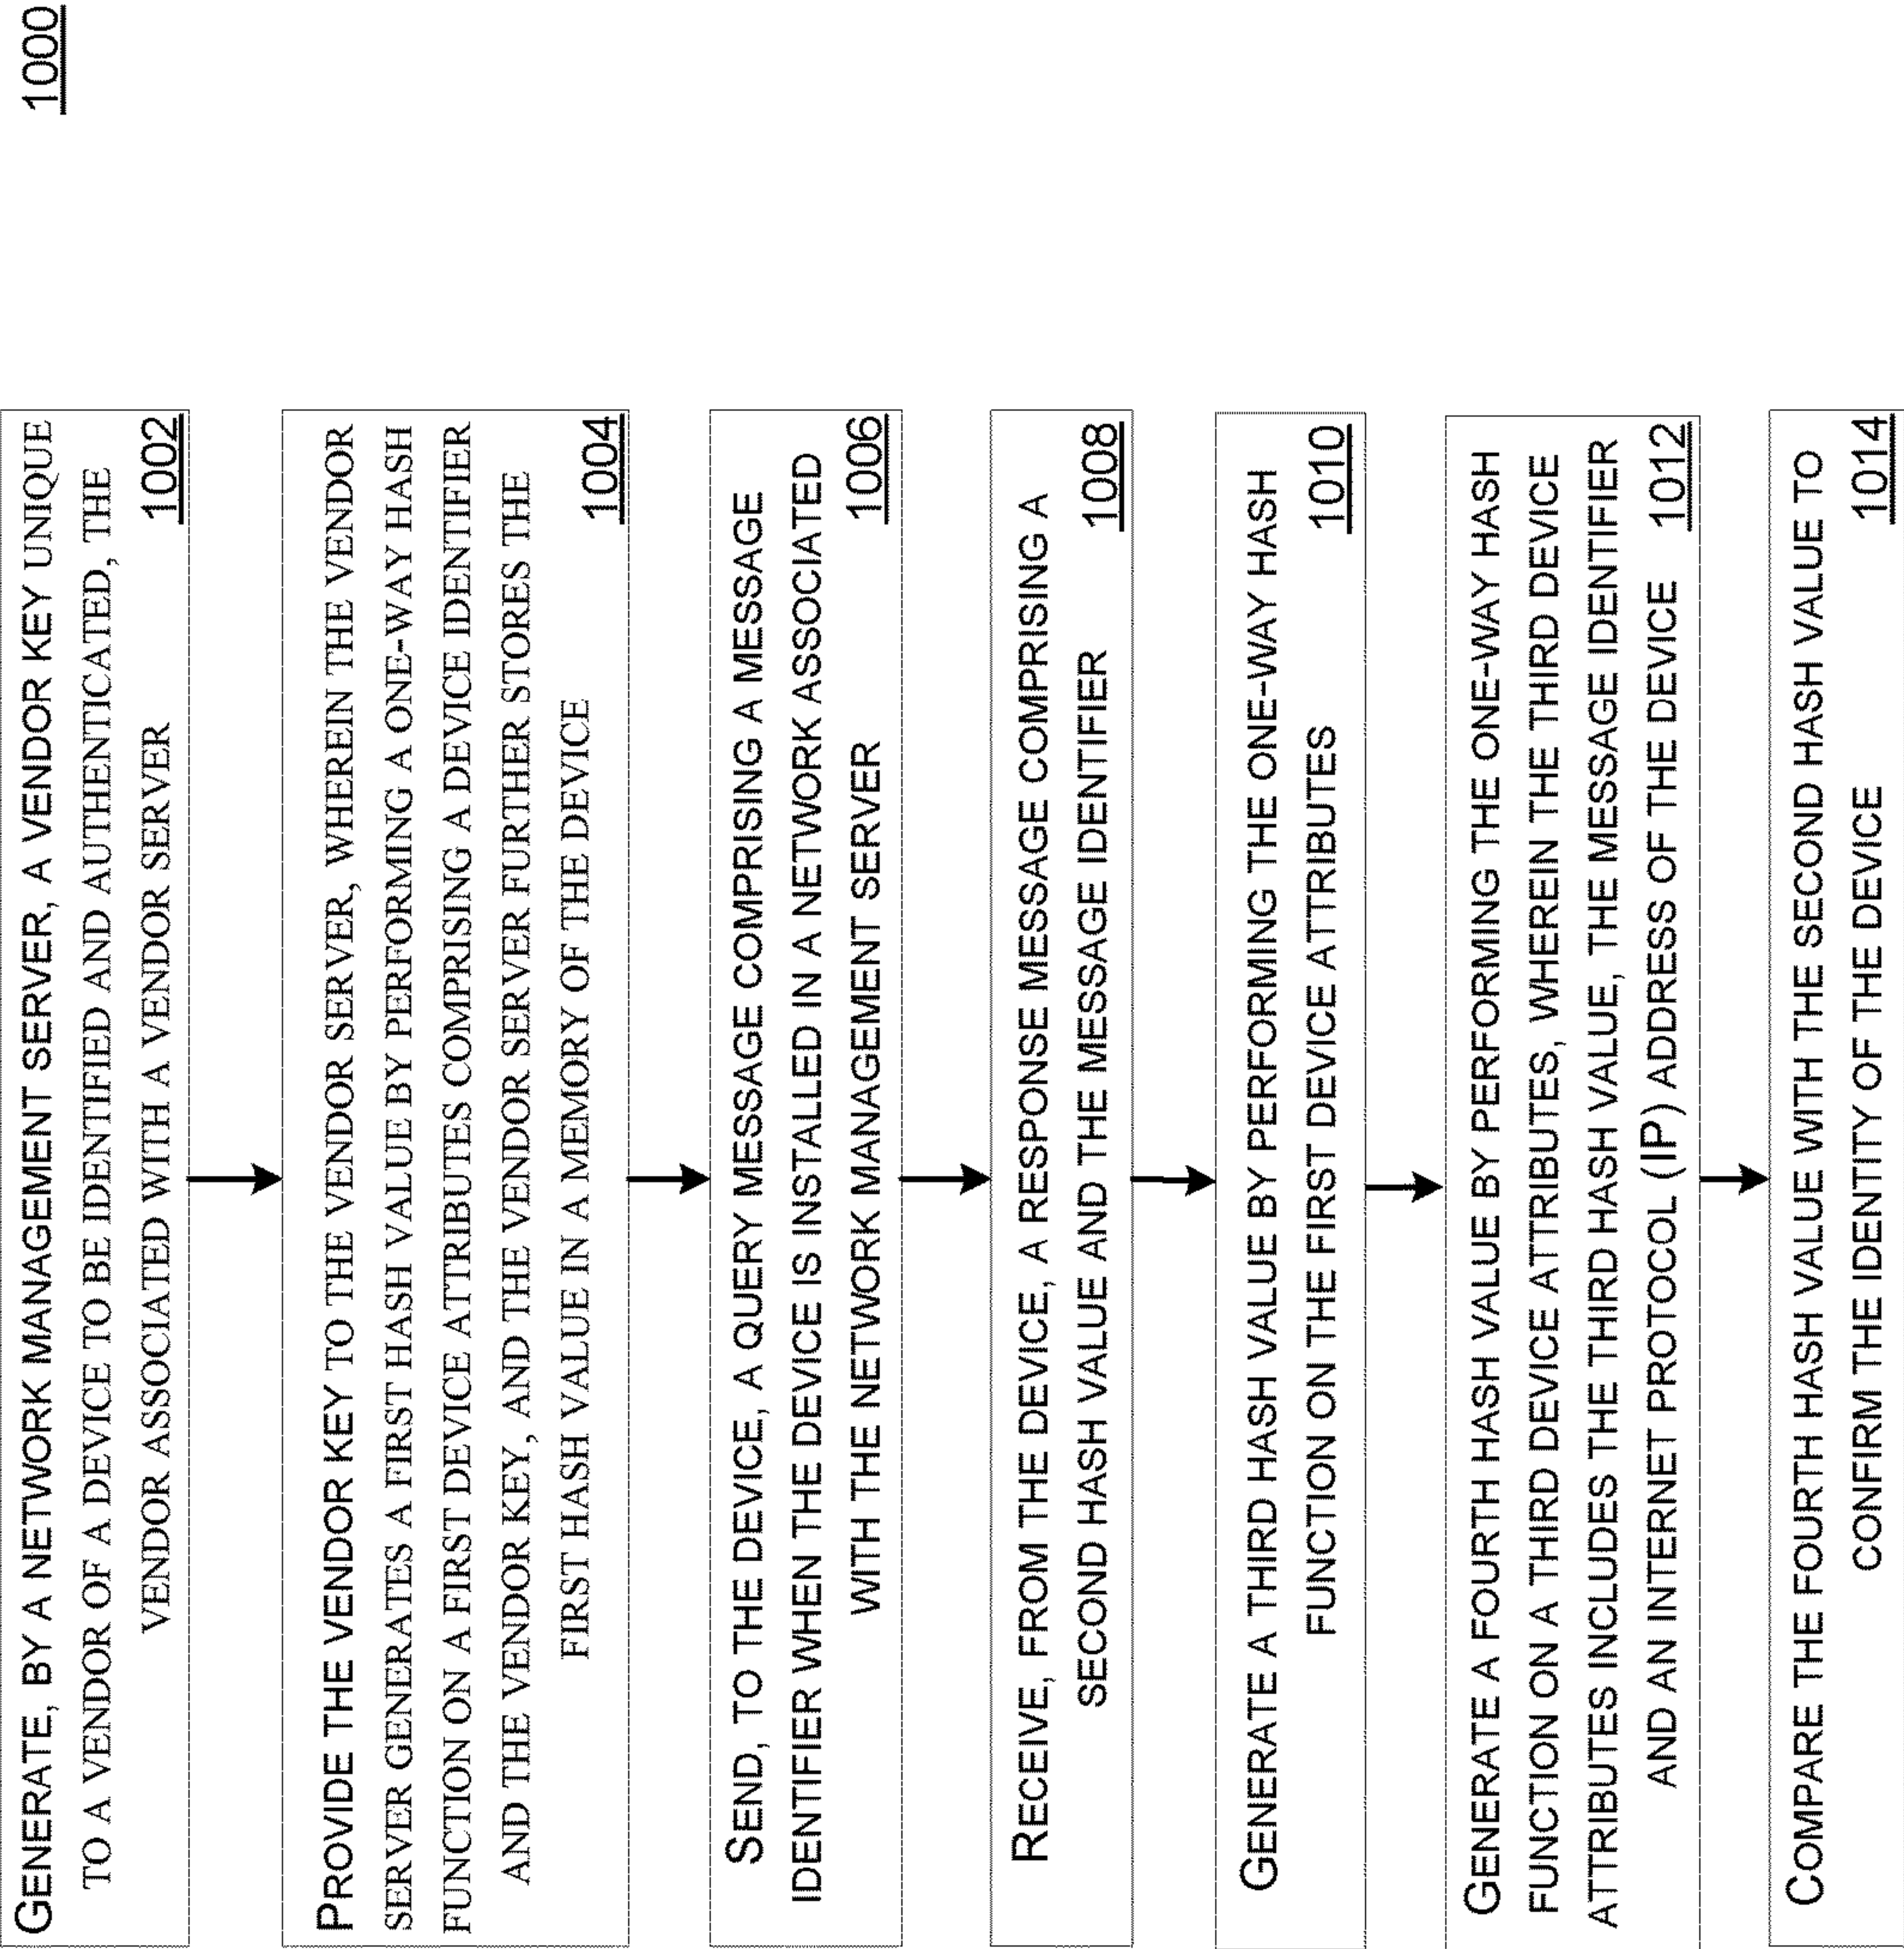 1000
GENERATE, BY A NETWORK MANAGEMENT SERVER, A VENDOR KEY UNIQUE
TO A VENDOR OF A DEVICE TO BE IDENTIFIED AND AUTHENTICATED, THE
VENDOR ASSOCIATED WITH A VENDOR SERVER
1002
PROVIDE THE VENDOR KEY TO THE VENDOR SERVER, WHEREIN THE VENDOR
SERVER GENERATES A FIRST HASH VALUE BY PERFORMING A ONE-WAY HASH
FUNCTION ON A FIRST DEVICE ATTRIBUTES COMPRISING A DEVICE IDENTIFIER
AND THE VENDOR KEY, AND THE VENDOR SERVER FURTHER STORES THE
FIRST HASH VALUE IN A MEMORY OF THE DEVICE
1004
SEND, TO THE DEVICE, A QUERY MESSAGE COMPRISING A MESSAGE
IDENTIFIER WHEN THE DEVICE IS INSTALLED IN A NETWORK ASSOCIATED
WITH THE NETWORK MANAGEMENT SERVER
1006
RECEIVE, FROM THE DEVICE, A RESPONSE MESSAGE COMPRISING A
SECOND HASH VALUE AND THE MESSAGE IDENTIFIER
1008
GENERATE A THIRD HASH VALUE BY PERFORMING THE ONE-WAY HASH
FUNCTION ON THE FIRST DEVICE ATTRIBUTES
1010
GENERATE A FOURTH HASH VALUE BY PERFORMING THE ONE-WAY HASH
FUNCTION ON A THIRD DEVICE ATTRIBUTES, WHEREIN THE THIRD DEVICE
ATTRIBUTES INCLUDES THE THIRD HASH VALUE, THE MESSAGE IDENTIFIER
AND AN INTERNET PROTOCOL (IP) ADDRESS OF THE DEVICE
1012
COMPARE THE FOURTH HASH VALUE WITH THE SECOND HASH VALUE TO
CONFIRM THE IDENTITY OF THE DEVICE
1014